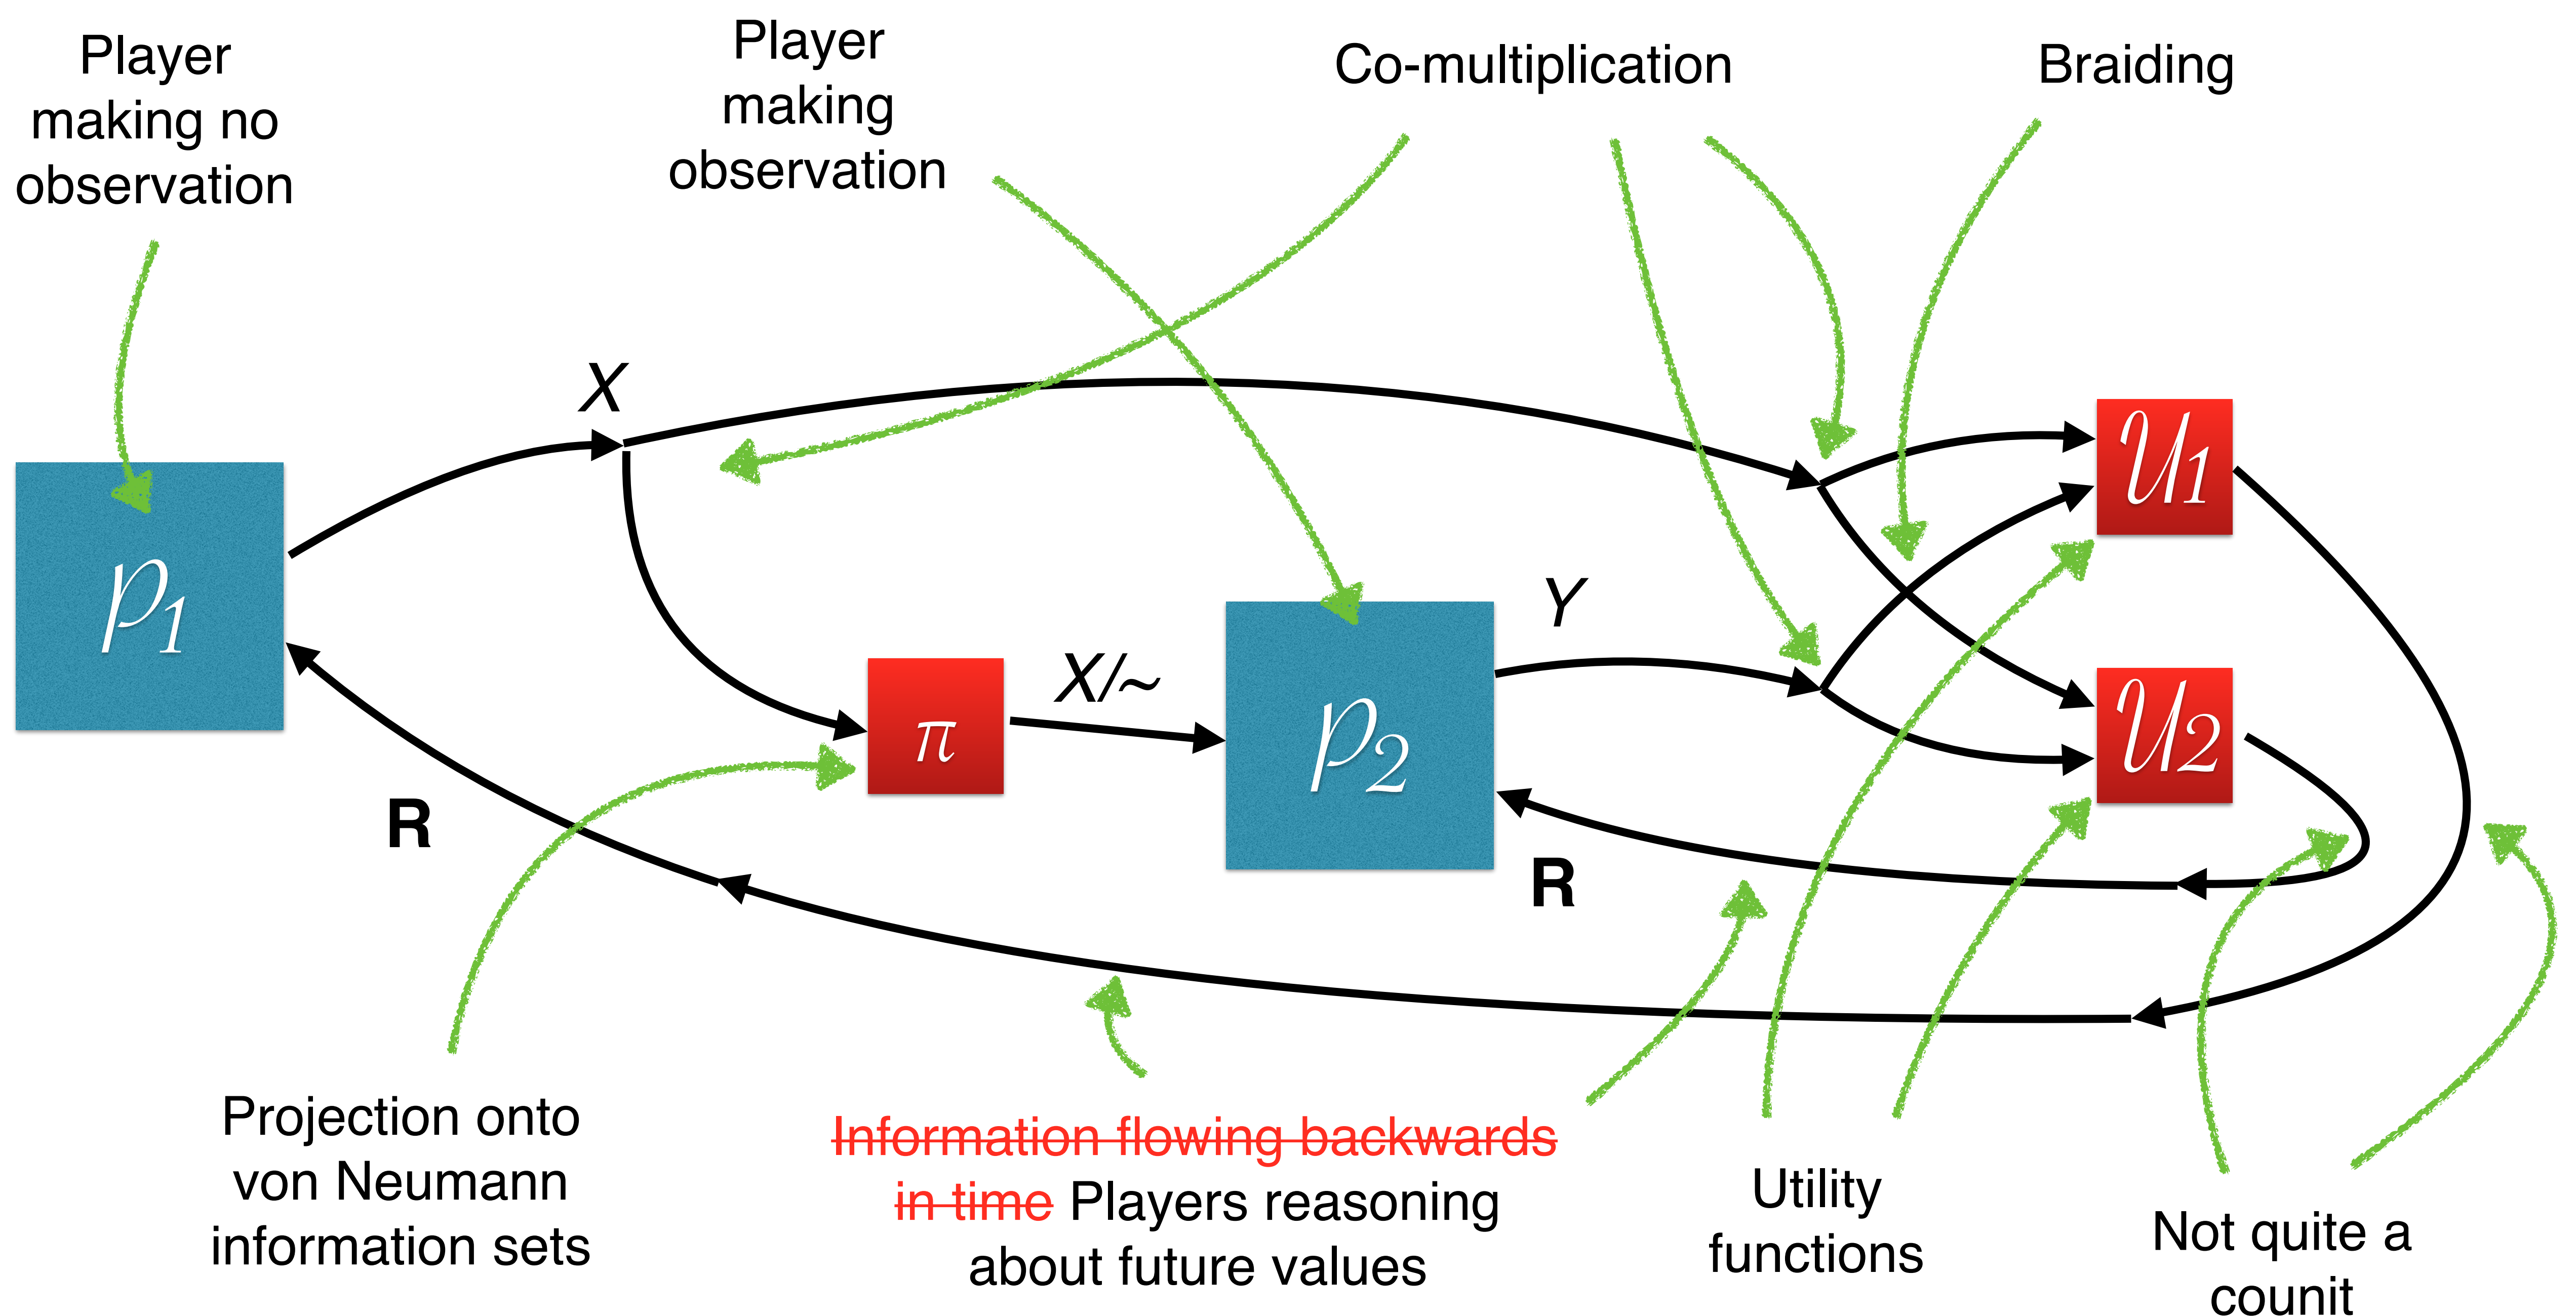 Player
making no
observation
Player
making
observation
Co-multiplication
Braiding
X
𝒰1
p1
Y
X/~
π
p2
𝒰2
R
R
Projection onto
von Neumann
information sets
Information flowing backwards
in time Players reasoning
about future values
Utility
functions
Not quite a
counit